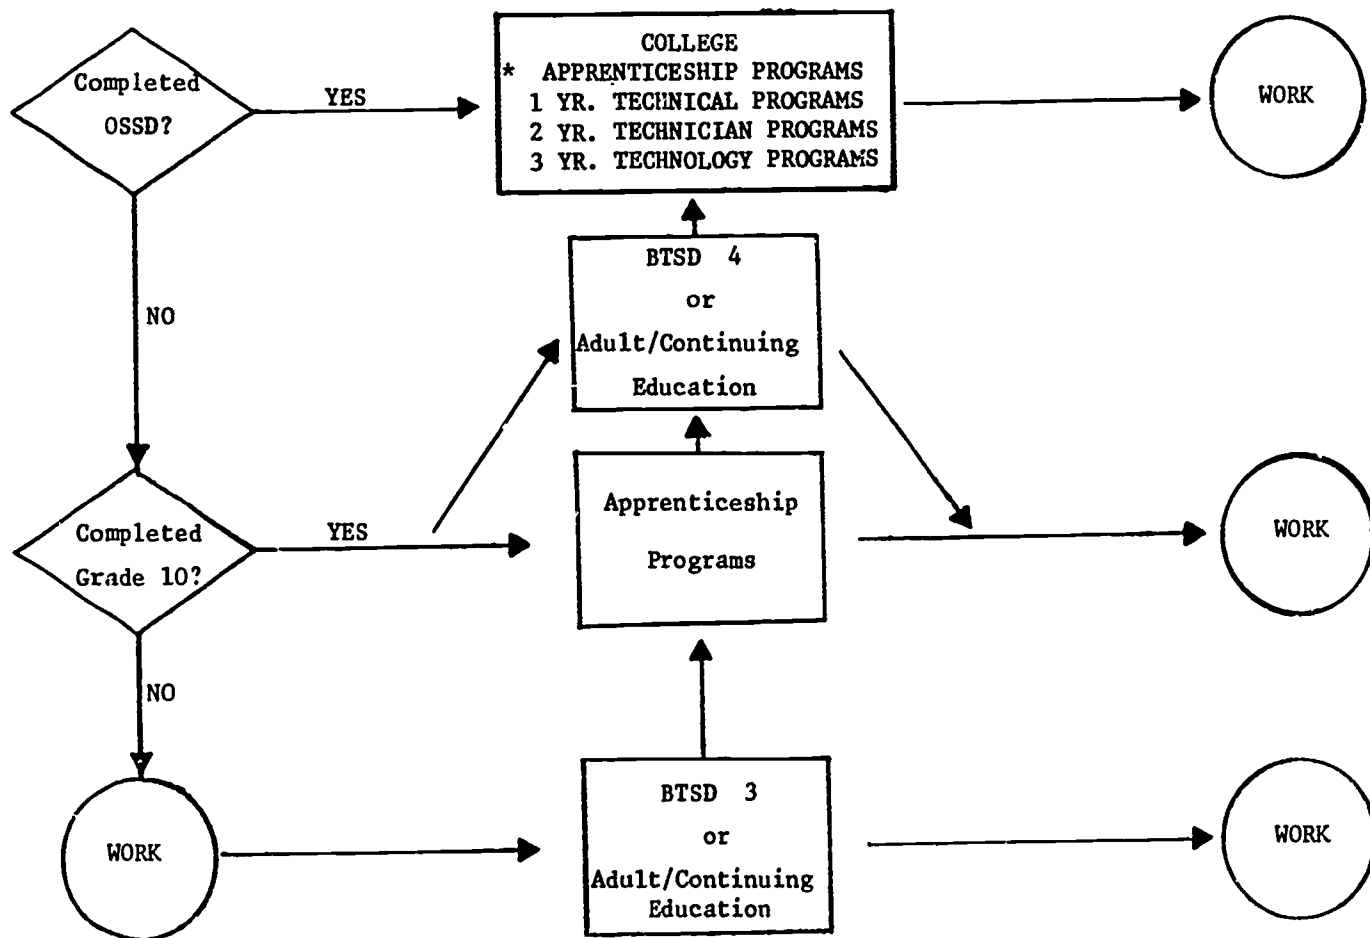 Completed
OSSD?
YES
COLLEGE
* APPRENTICESHIP PROGRAMS
1 YR. TECHNICAL PROGRAMS
2 YR. TECHNICIAN PROGRAMS
3 YR. TECHNOLOGY PROGRAMS
WORK
NO
BTSD 4
or
Adult/Continuing
Education
Completed
Grade 10?
YES
Apprenticeship
Programs
WORK
NO
WORK
BTSD 3
or
Adult/Continuing
Education
WORK